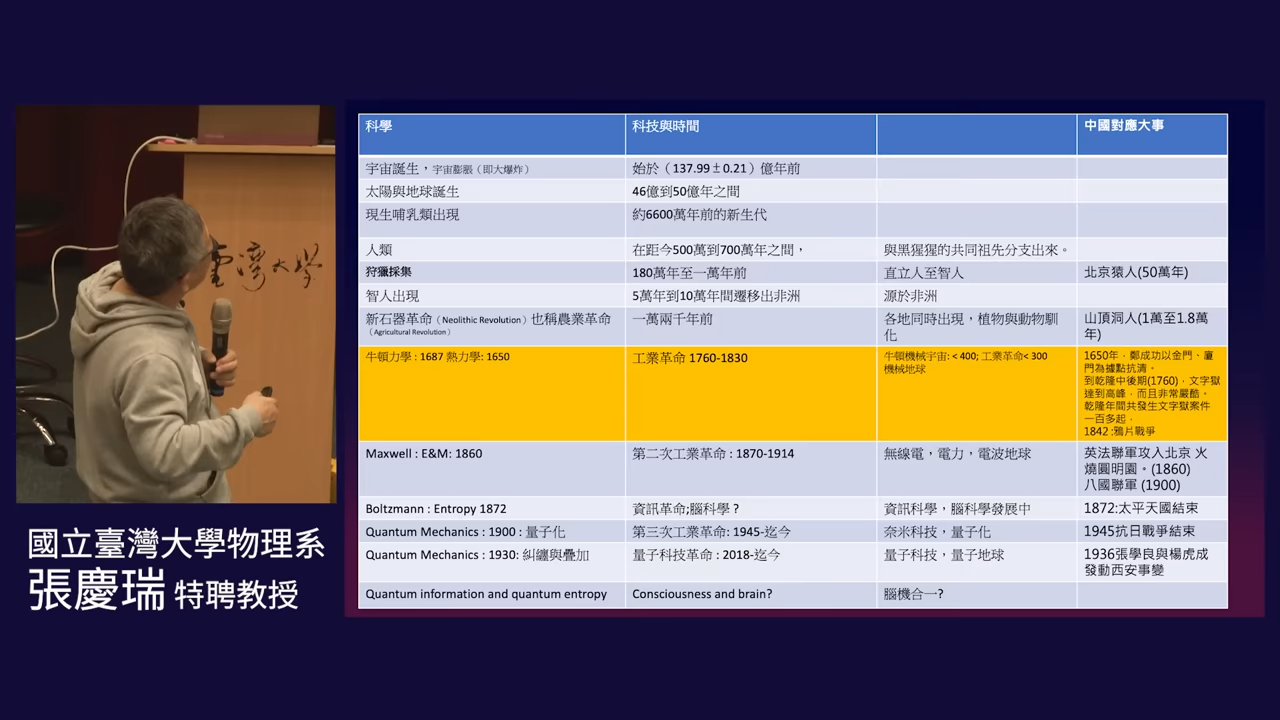 臺灣大學
國立臺灣大學物理系
張慶瑞 特聘教授
科學
科技與時間
中國對應大事
宇宙誕生，宇宙膨脹（即大爆炸）
始於（137.99±0.21）億年前
太陽與地球誕生
46億到50億年之間
現生哺乳類出現
約6600萬年前的新生代
人類
在距今500萬到700萬年之間，
與黑猩猩的共同祖先分支出來。
狩獵採集
180萬年至一萬年前
直立人至智人
北京猿人(50萬年)
智人出現
5萬年到10萬年間遷移出非洲
源於非洲
新石器革命（Neolithic Revolution）也稱農業革命
（Agricultural Revolution）
一萬兩千年前
各地同時出現，植物與動物馴
化
山頂洞人(1萬至1.8萬
年)
牛頓力學 : 1687 熱力學: 1650
工業革命 1760-1830
牛頓機械宇宙: < 400; 工業革命< 300
機械地球
1650年，鄭成功以金門、廈
門為據點抗清。
到乾隆中後期(1760)，文字獄
達到高峰，而且非常嚴酷。
乾隆年間共發生文字獄案件
一百多起，
1842 :鴉片戰爭
Maxwell : E&M: 1860
第二次工業革命 : 1870-1914
無線電，電力，電波地球
英法聯軍攻入北京 火
燒圓明園。(1860)
八國聯軍 (1900)
Boltzmann : Entropy 1872
資訊革命;腦科學 ?
資訊科學，腦科學發展中
1872:太平天國結束
Quantum Mechanics : 1900 : 量子化
第三次工業革命: 1945-迄今
奈米科技，量子化
1945抗日戰爭結束
Quantum Mechanics : 1930: 糾纏與疊加
量子科技革命 : 2018-迄今
量子科技，量子地球
1936張學良與楊虎成
發動西安事變
Quantum information and quantum entropy
Consciousness and brain?
腦機合一?